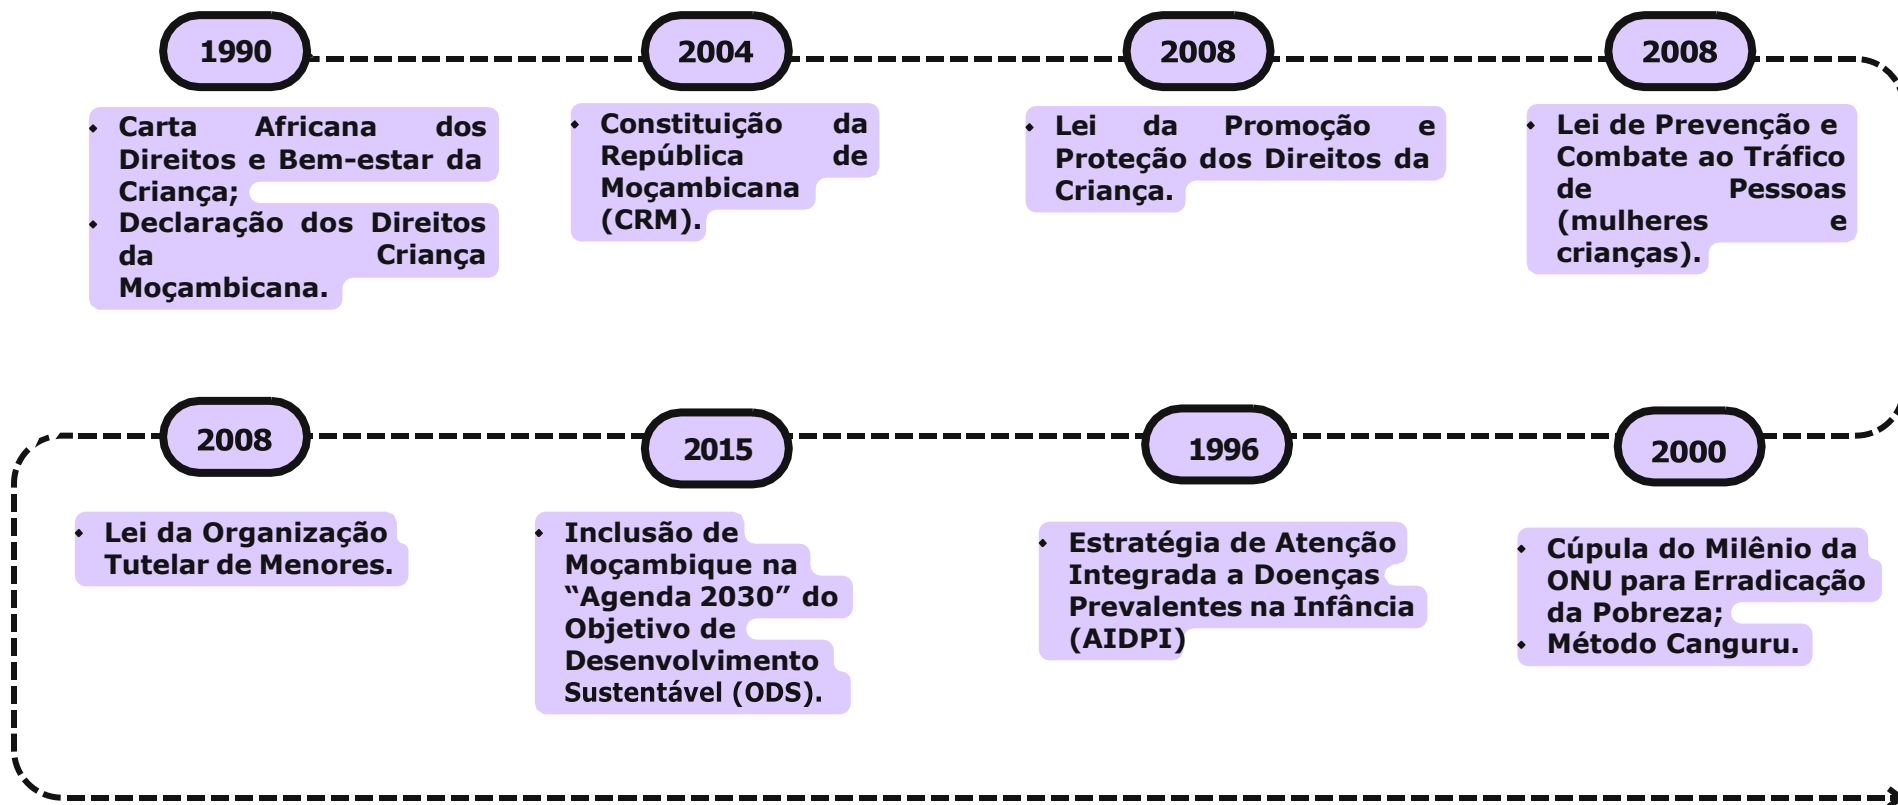 1990
Carta Africana dos
Direitos e Bem-estar da
Criança;
Declaração dos Direitos
da Criança
Moçambicana.
2004
Constituição da
República de
Moçambicana
(CRM).
2008
Lei da Promoção e
Proteção dos Direitos da
Criança.
2008
Lei de Prevenção e
Combate ao Tráfico
de Pessoas
(mulheres e
crianças).
2008
Lei da Organização
Tutelar de Menores.
2015
Inclusão de
Moçambique na
“Agenda 2030” do
Objetivo de
Desenvolvimento
Sustentável (ODS).
1996
Estratégia de Atenção
Integrada a Doenças
Prevalentes na Infância
(AIDPI)
2000
Cúpula do Milênio da
ONU para Erradicação
da Pobreza;
Método Canguru.